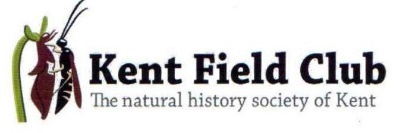 Kent Field Club
The natural history society of Kent